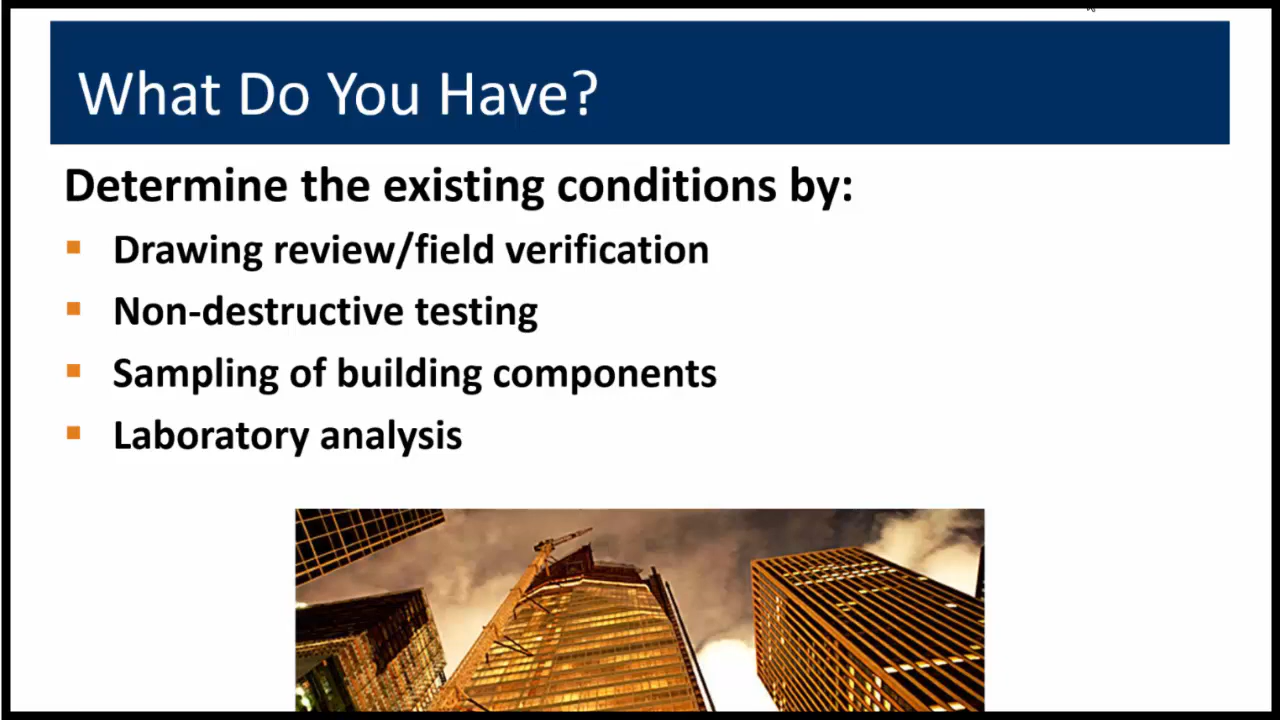 What Do You Have?
Determine the existing conditions by:
Drawing review/field verification
Non-destructive testing
Sampling of building components
Laboratory analysis